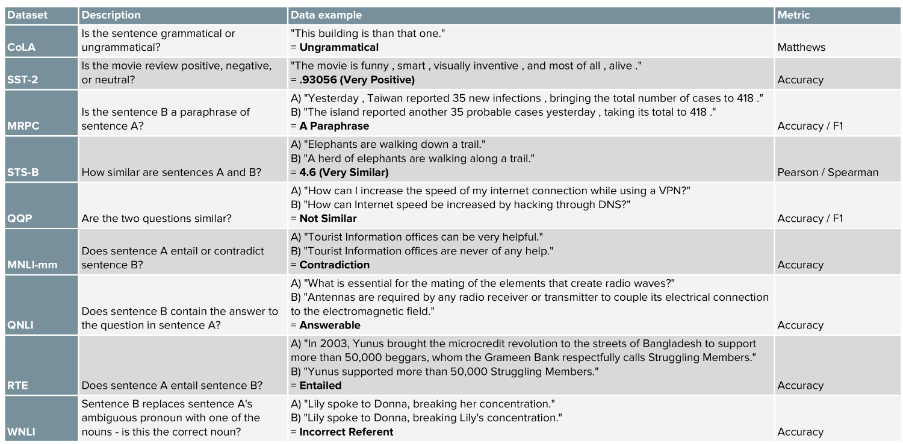 Dataset Description Data example Metric
Is the sentence grammatical or "This building is than that one."
CoLA ungrammatical? = Ungrammatical Matthews
Is the movie review positive, negative, "The movie is funny , smart , visually inventive , and most of all , alive ."
SST-2 or neutral? = .93056 (Very Positive) Accuracy
A) "Yesterday , Taiwan reported 35 new infections , bringing the total number of cases to 418 ."
Is the sentence B a paraphrase of B) "The island reported another 35 probable cases yesterday , taking its total to 418 ."
MRPC sentence A? = A Paraphrase Accuracy / F1
A) "Elephants are walking down a trail."
B) "A herd of elephants are walking along a trail."
STS-B How similar are sentences A and B? = 4.6 (Very Similar) Pearson / Spearman
A) "How can I increase the speed of my internet connection while using a VPN?"
B) "How can Internet speed be increased by hacking through DNS?"
QQP Are the two questions similar? = Not Similar Accuracy / F1
A) "Tourist Information offices can be very helpful."
Does sentence A entail or contradict B) "Tourist Information offices are never of any help."
MNLI-mm sentence B? = Contradiction Accuracy
A) "What is essential for the mating of the elements that create radio waves?"
B) "Antennas are required by any radio receiver or transmitter to couple its electrical connection
Does sentence B contain the answer to to the electromagnetic field."
QNLI the question in sentence A? = Answerable Accuracy
A) "In 2003, Yunus brought the microcredit revolution to the streets of Bangladesh to support
more than 50,000 beggars, whom the Grameen Bank respectfully calls Struggling Members."
B) "Yunus supported more than 50,000 Struggling Members."
RTE Does sentence A entail sentence B? = Entailed Accuracy
Sentence B replaces sentence A's A) "Lily spoke to Donna, breaking her concentration."
ambiguous pronoun with one of the B) "Lily spoke to Donna, breaking Lily's concentration."
WNLI nouns - is this the correct noun? = Incorrect Referent Accuracy